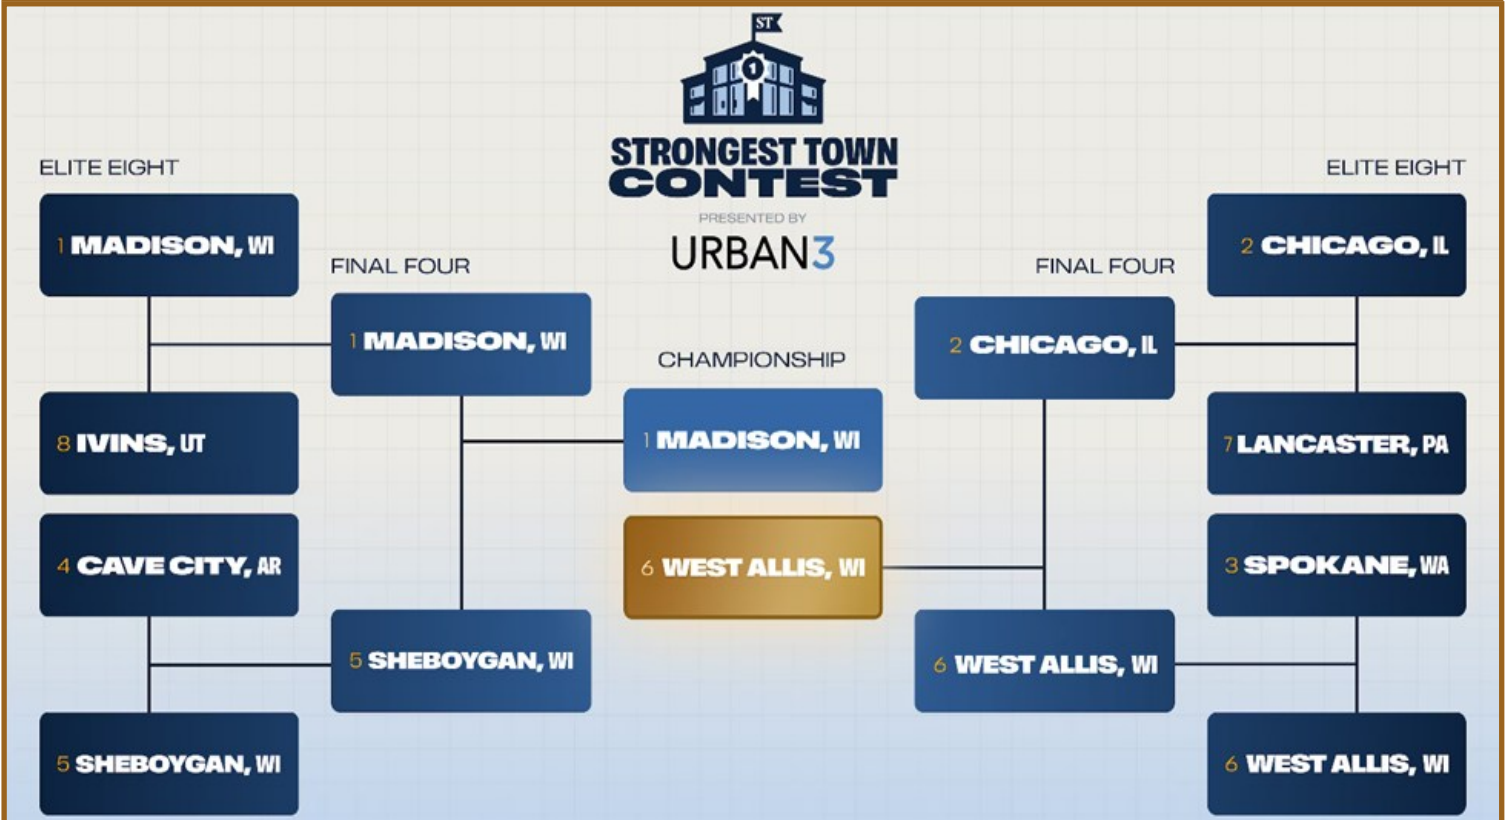 ST
1
STRONGEST TOWN
CONTEST
PRESENTED BY
URBAN3
ELITE EIGHT
1 MADISON, WI
8 IVINS, UT
4 CAVE CITY, AR
5 SHEBOYGAN, WI
FINAL FOUR
1 MADISON, WI
5 SHEBOYGAN, WI
CHAMPIONSHIP
1 MADISON, WI
6 WEST ALLIS, WI
FINAL FOUR
2 CHICAGO, IL
6 WEST ALLIS, WI
ELITE EIGHT
2 CHICAGO, IL
7 LANCASTER, PA
3 SPOKANE, WA
6 WEST ALLIS, WI